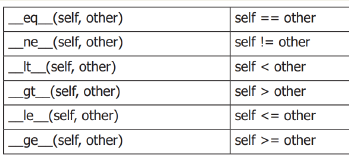 __eq__(self, other) self == other
__ne__(self, other) self != other
__lt__(self, other) self < other
__gt__(self, other) self > other
__le__(self, other) self <= other
__ge__(self, other) self >= other